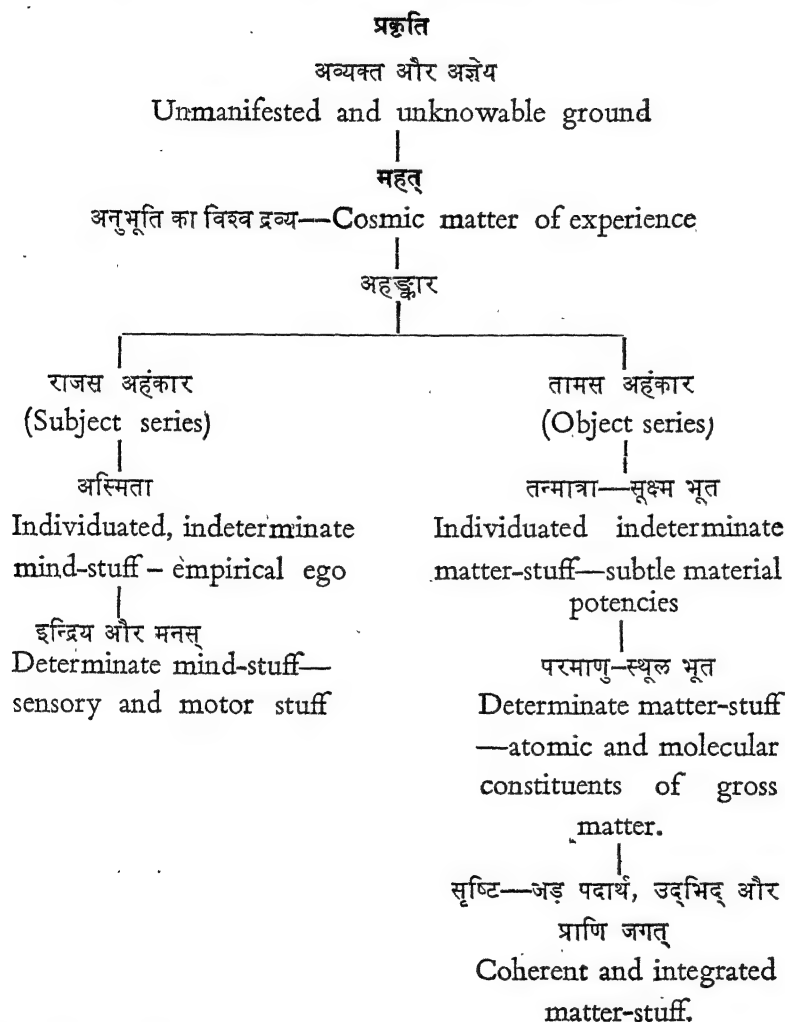 प्रकृति
अव्यक्त और अज्ञेय
Unmanifested and unknowable ground
महत्
अनुभूति का विश्व द्रव्य—Cosmic matter of experience
अहङ्कार
राजस अहंकार
(Subject series)
अस्मिता
Individuated, indeterminate
mind-stuff – empirical ego
इन्द्रिय और मनस्
Determinate mind-stuff—
sensory and motor stuff
तामस अहंकार
(Object series)
तन्मात्रा—सूक्ष्म भूत
Individuated indeterminate
matter-stuff—subtle material
potencies
परमाणु–स्थूल भूत
Determinate matter-stuff
—atomic and molecular
constituents of gross
matter.
सृष्टि—जड़ पदार्थ, उद्भिद् और
प्राणि जगत्
Coherent and integrated
matter-stuff.